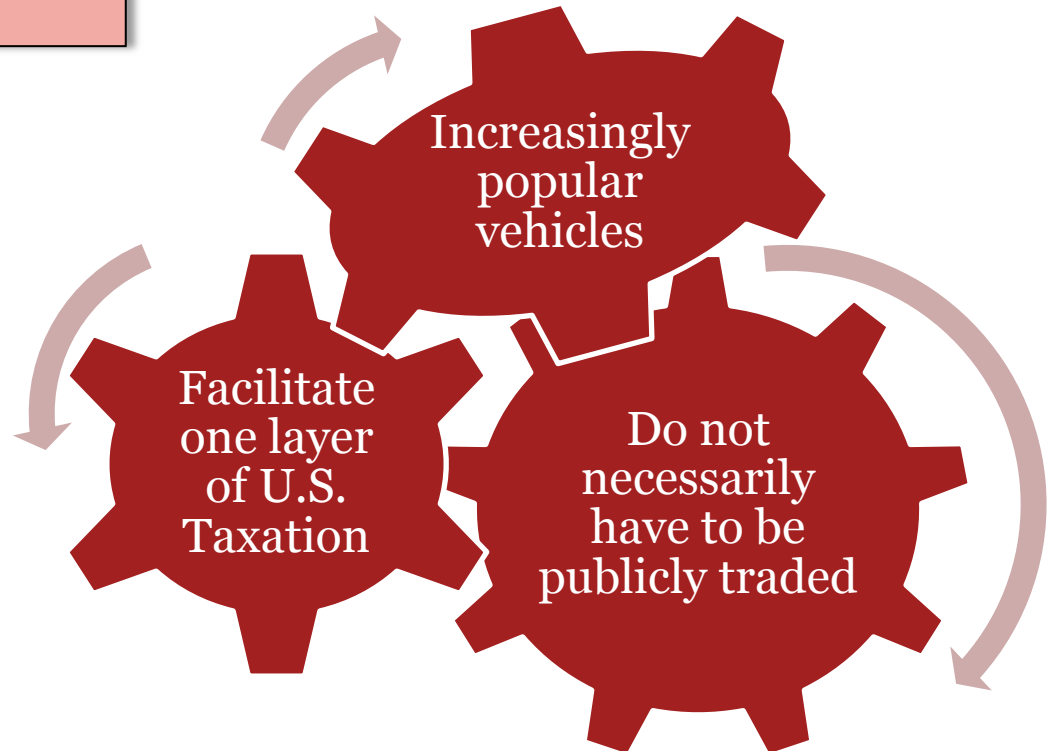 Increasingly
popular
vehicles
Facilitate
one layer
of U.S.
Taxation
Do not
necessarily
have to be
publicly traded